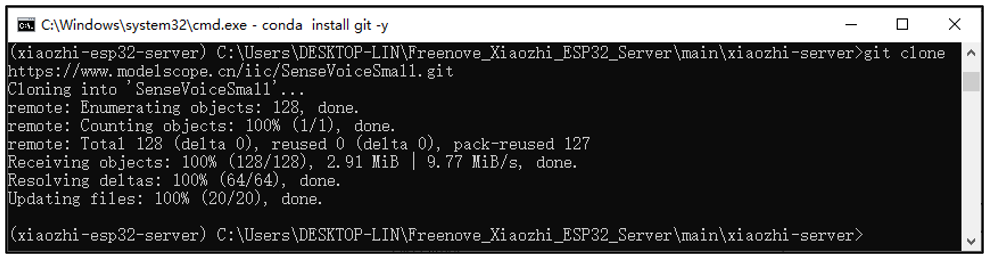 C:\Windows\system32\cmd.exe - conda  install git -y
(xiaozhi-esp32-server) C:\Users\DESKTOP-LIN\Freenove_Xiaozhi_ESP32_Server\main\xiaozhi-server>git clone
https://www.modelscope.cn/iic/SenseVoiceSmall.git
Cloning into 'SenseVoiceSmall'...
remote: Enumerating objects: 128, done.
remote: Counting objects: 100% (1/1), done.
remote: Total 128 (delta 0), reused 0 (delta 0), pack-reused 127
Receiving objects: 100% (128/128), 2.91 MiB | 9.77 MiB/s, done.
Resolving deltas: 100% (64/64), done.
Updating files: 100% (20/20), done.
(xiaozhi-esp32-server) C:\Users\DESKTOP-LIN\Freenove_Xiaozhi_ESP32_Server\main\xiaozhi-server>